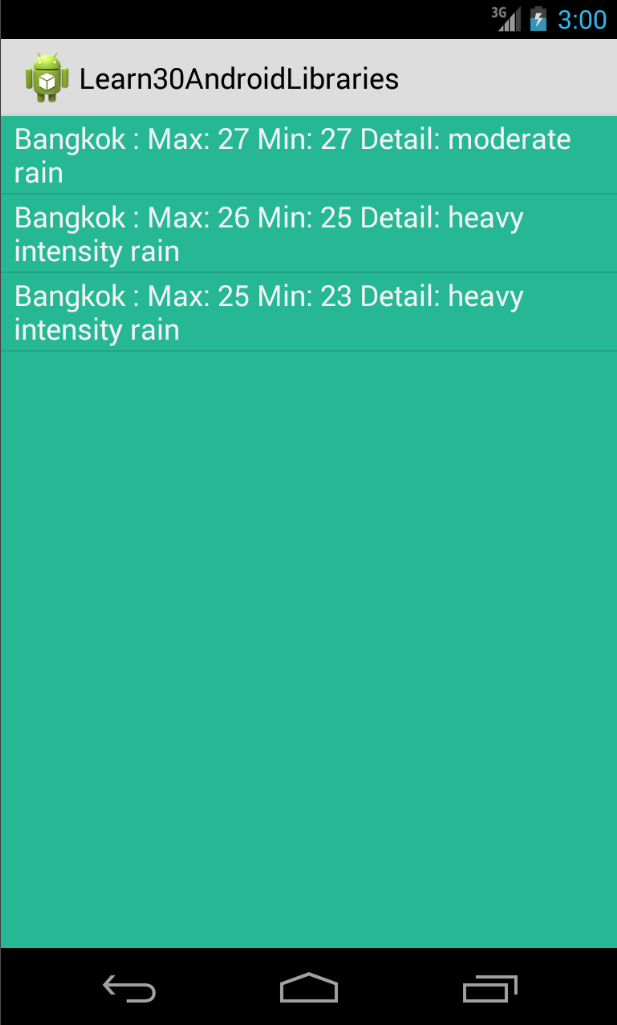 3G
3:00
Learn30AndroidLibraries
Bangkok : Max: 27 Min: 27 Detail: moderate
rain
Bangkok : Max: 26 Min: 25 Detail: heavy
intensity rain
Bangkok : Max: 25 Min: 23 Detail: heavy
intensity rain